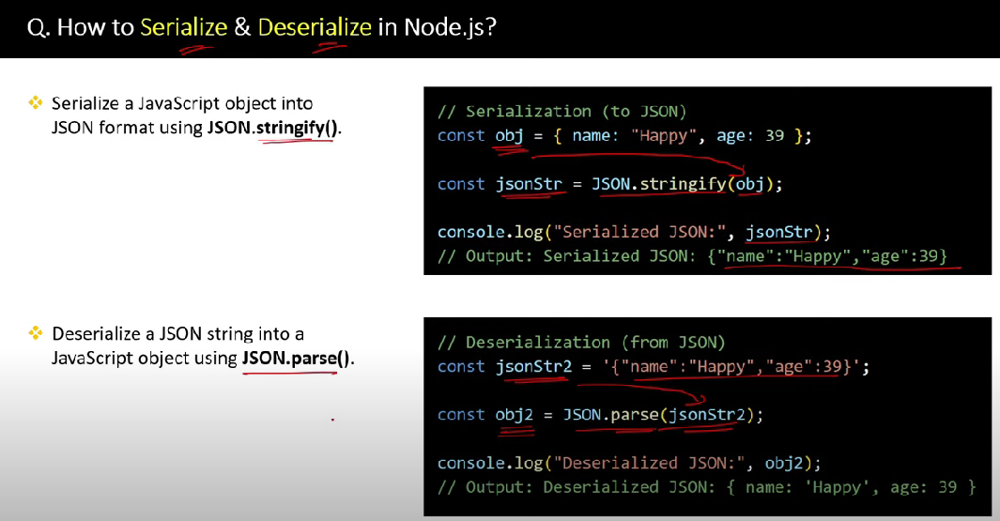 Q. How to Serialize & Deserialize in Node.js?
Serialize a JavaScript object into
JSON format using JSON.stringify().
// Serialization (to JSON)
const obj = { name: "Happy", age: 39 };
const jsonStr = JSON.stringify(obj);
console.log("Serialized JSON:", jsonStr);
// Output: Serialized JSON: {"name":"Happy","age":39}
Deserialize a JSON string into a
JavaScript object using JSON.parse().
// Deserialization (from JSON)
const jsonStr2 = '{"name":"Happy","age":39}';
const obj2 = JSON.parse(jsonStr2);
console.log("Deserialized JSON:", obj2);
// Output: Deserialized JSON: { name: 'Happy', age: 39 }